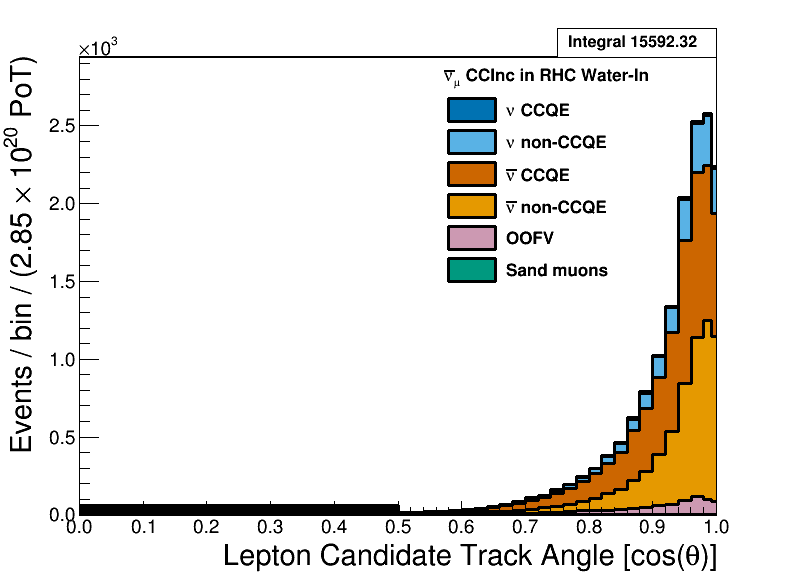 Integral 15592.32
×10³
Events / bin / (2.85 × 10²⁰ PoT)
ν̅μ CCInc in RHC Water-In
ν CCQE
ν non-CCQE
ν̅ CCQE
ν̅ non-CCQE
OOFV
Sand muons
2.5
2.0
1.5
1.0
0.5
0.0
0.0 0.1 0.2 0.3 0.4 0.5 0.6 0.7 0.8 0.9 1.0
Lepton Candidate Track Angle [cos(θ)]